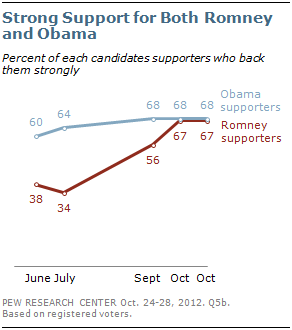 Strong Support for Both Romney
and Obama
Percent of each candidates supporters who back
them strongly
60 64 68 68 68 Obama
supporters
38 34 56 67 67 Romney
supporters
June July Sept Oct Oct
PEW RESEARCH CENTER Oct. 24-28, 2012. Q5b.
Based on registered voters.